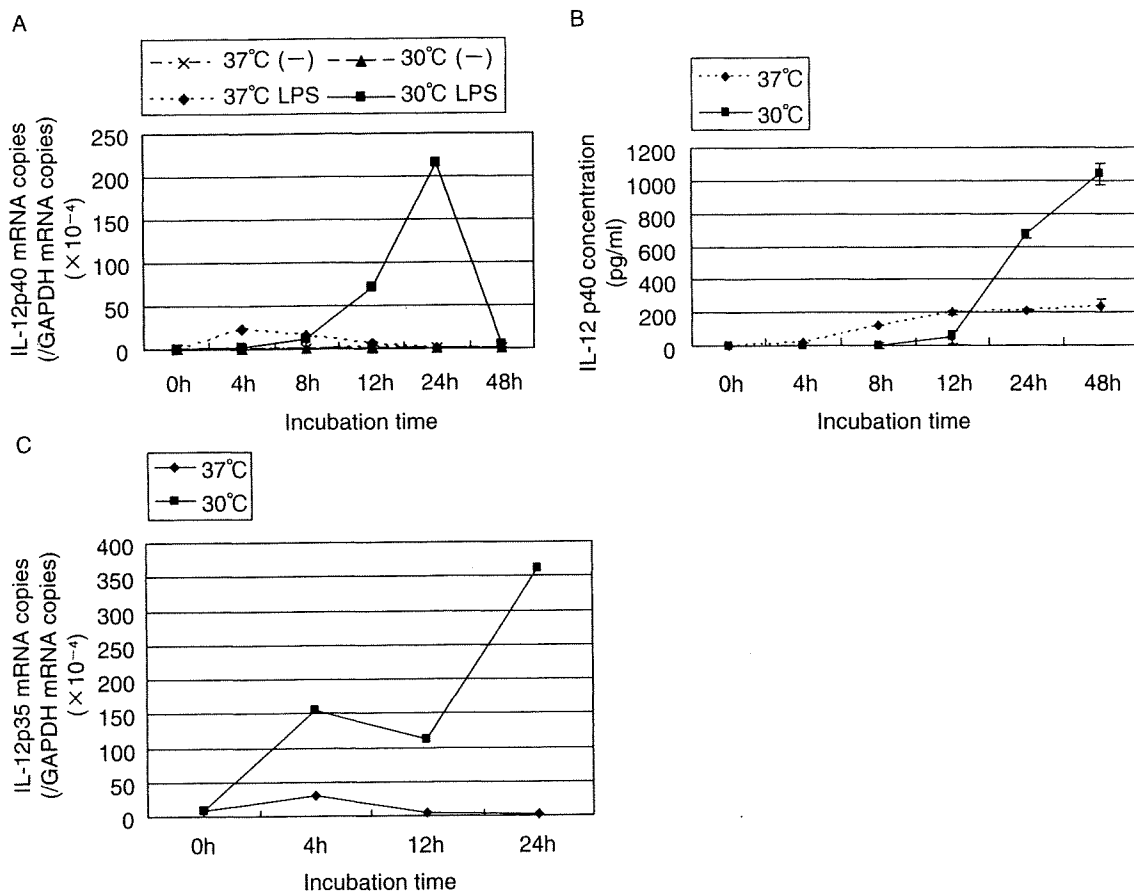 A
37°C (−) 30°C (−)
37°C LPS 30°C LPS
IL-12p40 mRNA copies
(/GAPDH mRNA copies)
(×10⁻⁴)
250
200
150
100
50
0
0h 4h 8h 12h 24h 48h
Incubation time
B
37°C
30°C
IL-12 p40 concentration
(pg/ml)
1200
1000
800
600
400
200
0
0h 4h 8h 12h 24h 48h
Incubation time
C
37°C
30°C
IL-12p35 mRNA copies
(/GAPDH mRNA copies)
(×10⁻⁴)
400
350
300
250
200
150
100
50
0
0h 4h 12h 24h
Incubation time